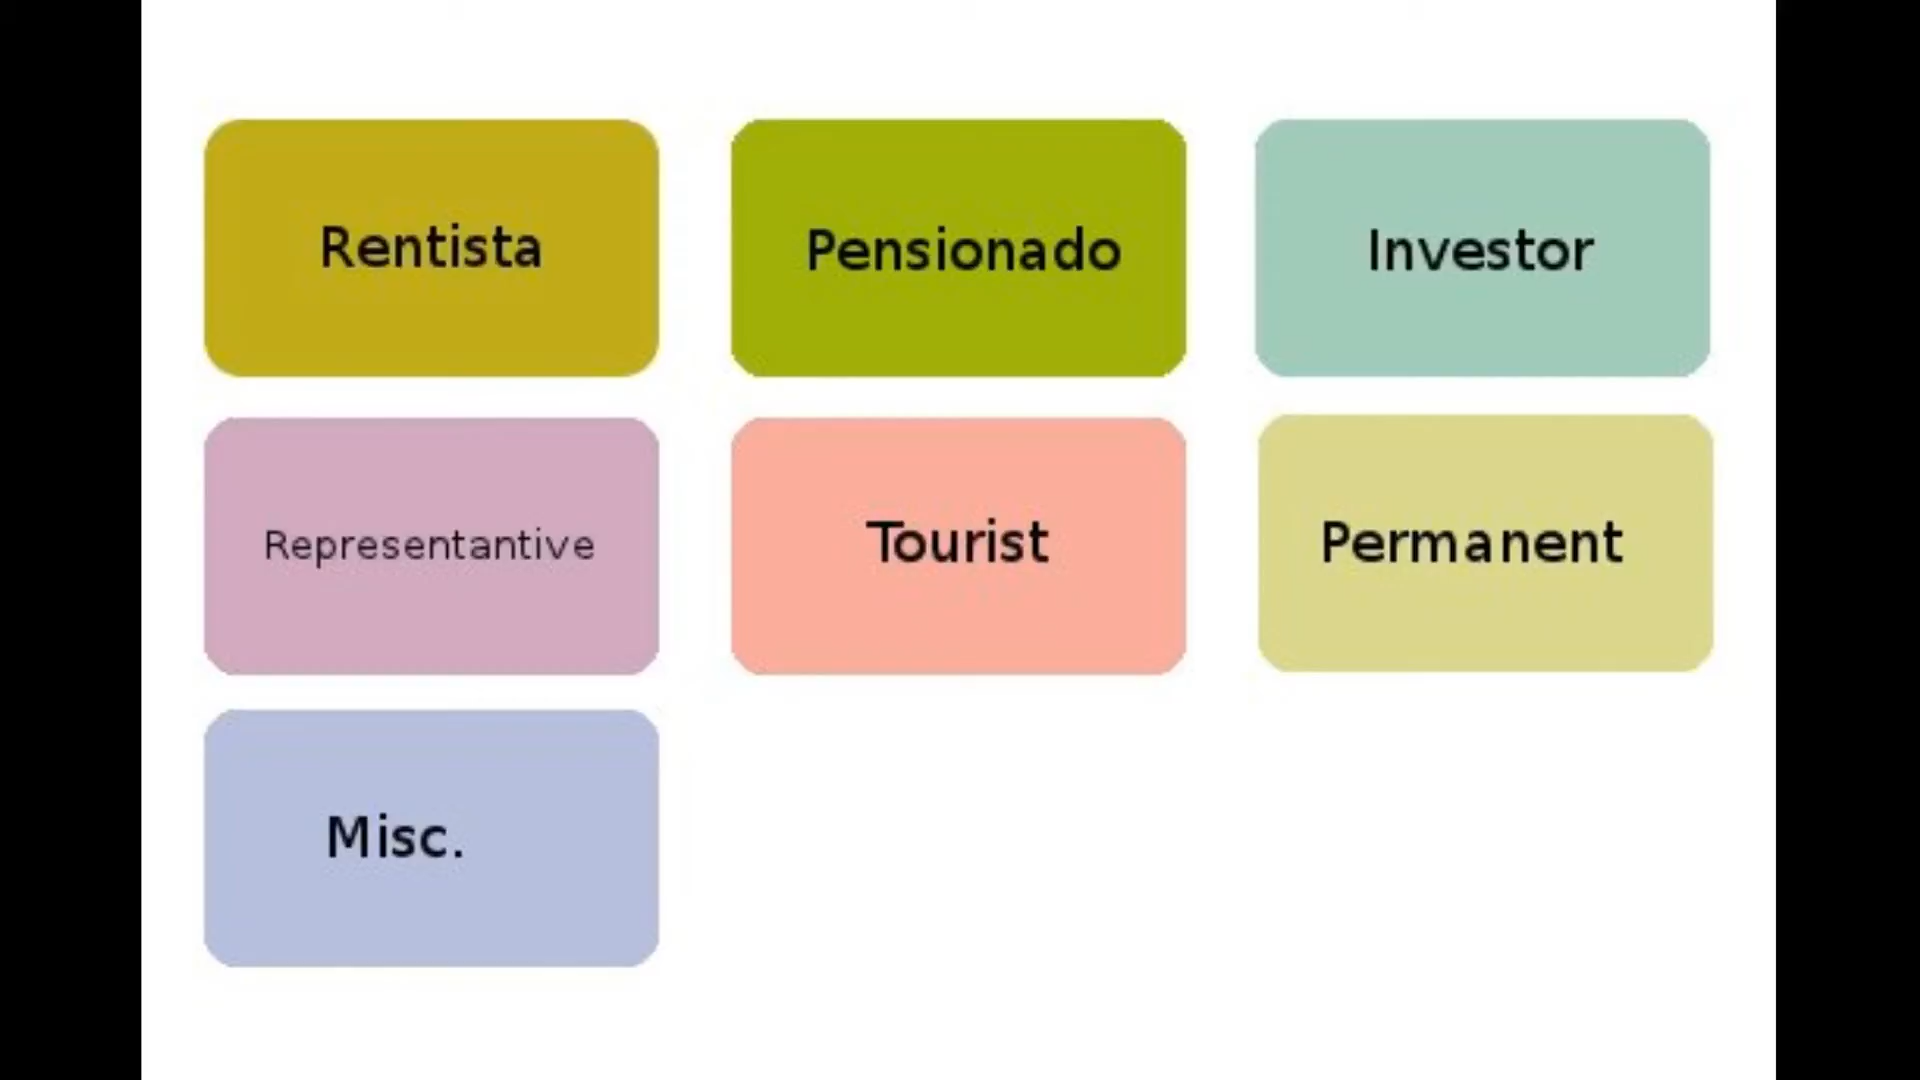 Rentista
Pensionado
Investor
Representantive
Tourist
Permanent
Misc.